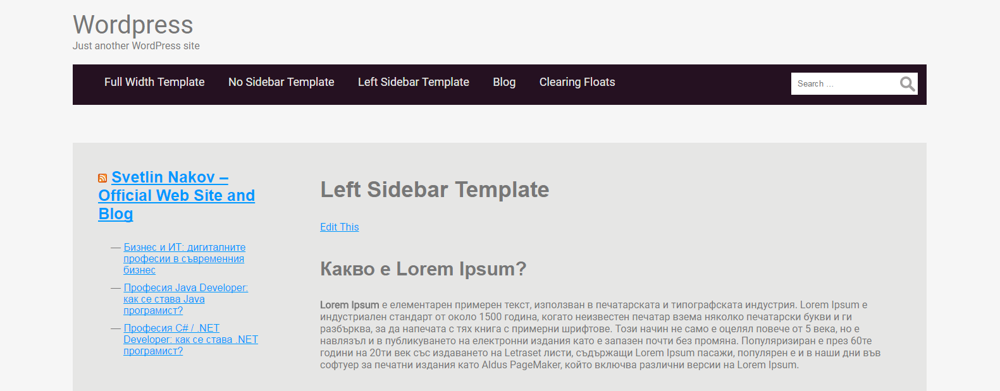 Wordpress
Just another WordPress site
Full Width Template No Sidebar Template Left Sidebar Template Blog Clearing Floats Search ...
Svetlin Nakov –
Official Web Site and
Blog
— Бизнес и ИТ: дигиталните
професии в съвременния
бизнес
— Професия Java Developer:
как се става Java
програмист?
— Професия C# / .NET
Developer: как се става .NET
програмист?
Left Sidebar Template
Edit This
Какво е Lorem Ipsum?
Lorem Ipsum е елементарен примерен текст, използван в печатарската и типографската индустрия. Lorem Ipsum е
индустриален стандарт от около 1500 година, когато неизвестен печатар взема няколко печатарски букви и ги
разбърква, за да напечата с тях книга с примерни шрифтове. Този начин не само е оцелял повече от 5 века, но е
навлязъл и в публикуването на електронни издания като е запазен почти без промяна. Популяризиран е през 60те
години на 20ти век със издаването на Letraset листи, съдържащи Lorem Ipsum пасажи, популярен е и в наши дни във
софтуер за печатни издания като Aldus PageMaker, който включва различни версии на Lorem Ipsum.